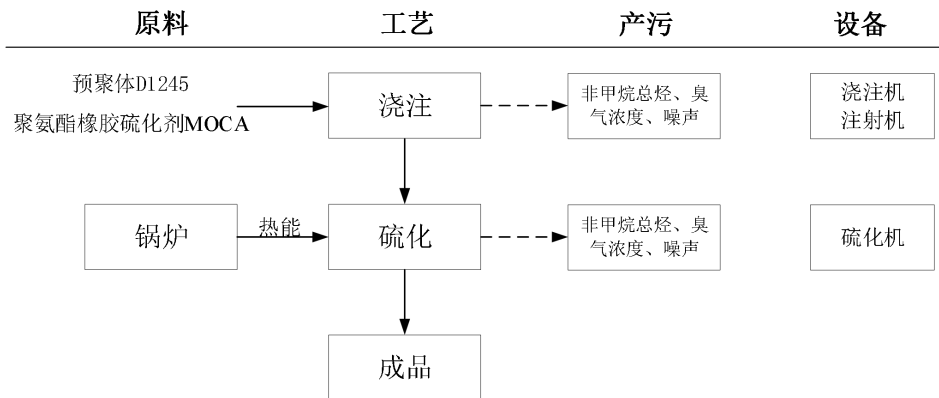 原料 工艺 产污 设备
预聚体D1245
聚氨酯橡胶硫化剂MOCA
浇注
非甲烷总烃、臭
气浓度、噪声
浇注机
注射机
锅炉
热能
硫化
非甲烷总烃、臭
气浓度、噪声
硫化机
成品